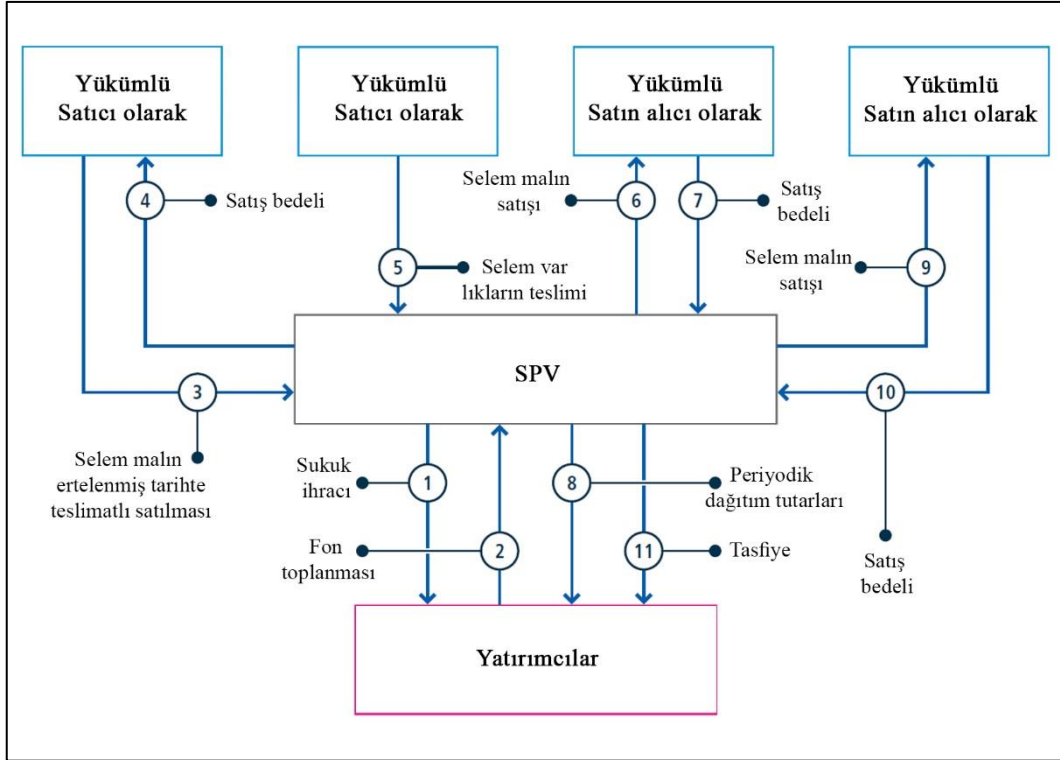 Yükümlü
Satıcı olarak
Yükümlü
Satıcı olarak
Yükümlü
Satın alıcı olarak
Yükümlü
Satın alıcı olarak
4
Satış bedeli
5
Selem var
lıkların teslimi
Selem malın
satışı
6
7
Satış
bedeli
Selem malın
satışı
9
SPV
3
Selem malın
ertelenmiş tarihte
teslimatlı satılması
10
Satış
bedeli
Sukuk
ihracı
1
Fon
toplanması
2
8
Periyodik
dağıtım tutarları
11
Tasfiye
Yatırımcılar